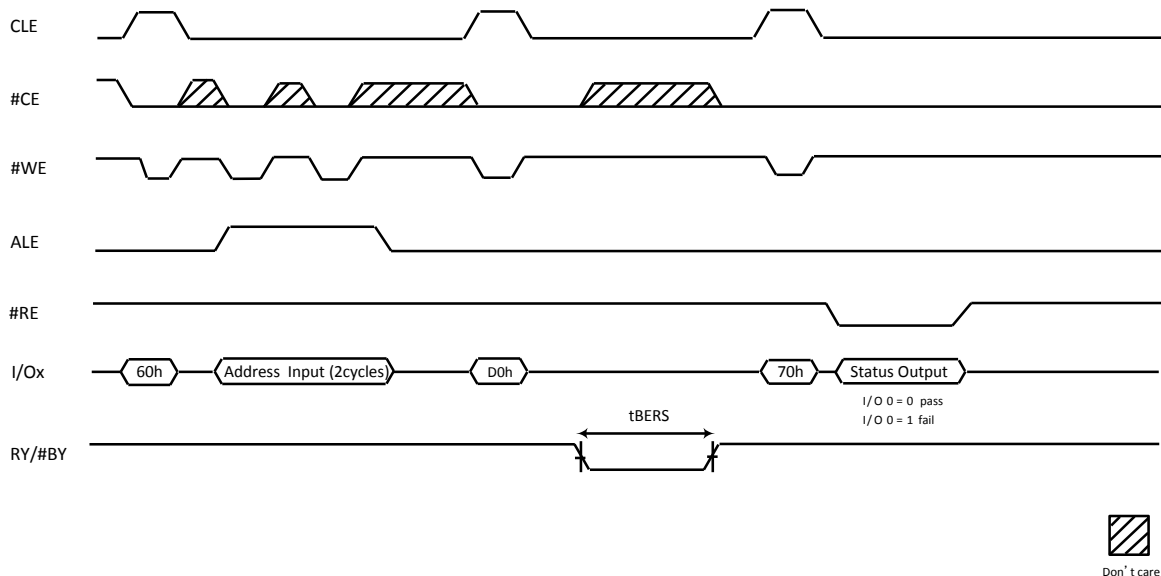 CLE
#CE
#WE
ALE
#RE
I/Ox
60h
Address Input (2cycles)
D0h
70h
Status Output
I/O 0 = 0 pass
I/O 0 = 1 fail
tBERS
RY/#BY
Don't care